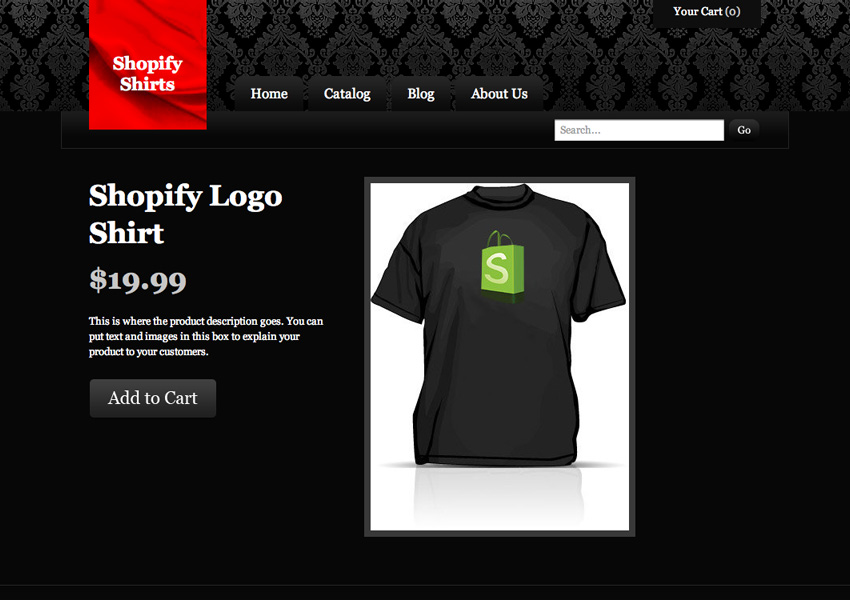 Your Cart (0)
Shopify
Shirts
Home
Catalog
Blog
About Us
Search...
Go
Shopify Logo
Shirt
$19.99
This is where the product description goes. You can
put text and images in this box to explain your
product to your customers.
Add to Cart
S